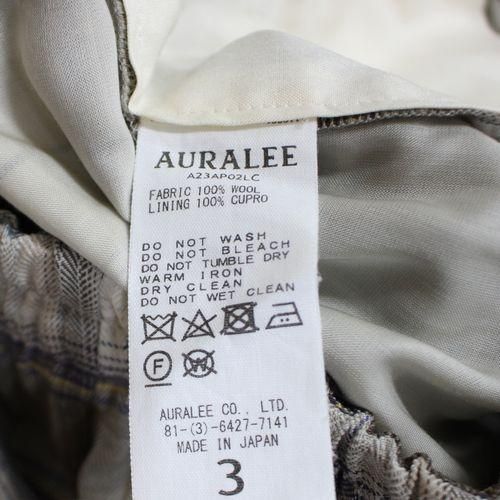 AURALEE
A23AP02LC
FABRIC 100% WOOL
LINING 100% CUPRO
DO NOT WASH
DO NOT BLEACH
DO NOT TUMBLE DRY
WARM IRON
DRY CLEAN
DO NOT WET CLEAN
F W
AURALEE CO., LTD.
81-(3)-6427-7141
MADE IN JAPAN
3